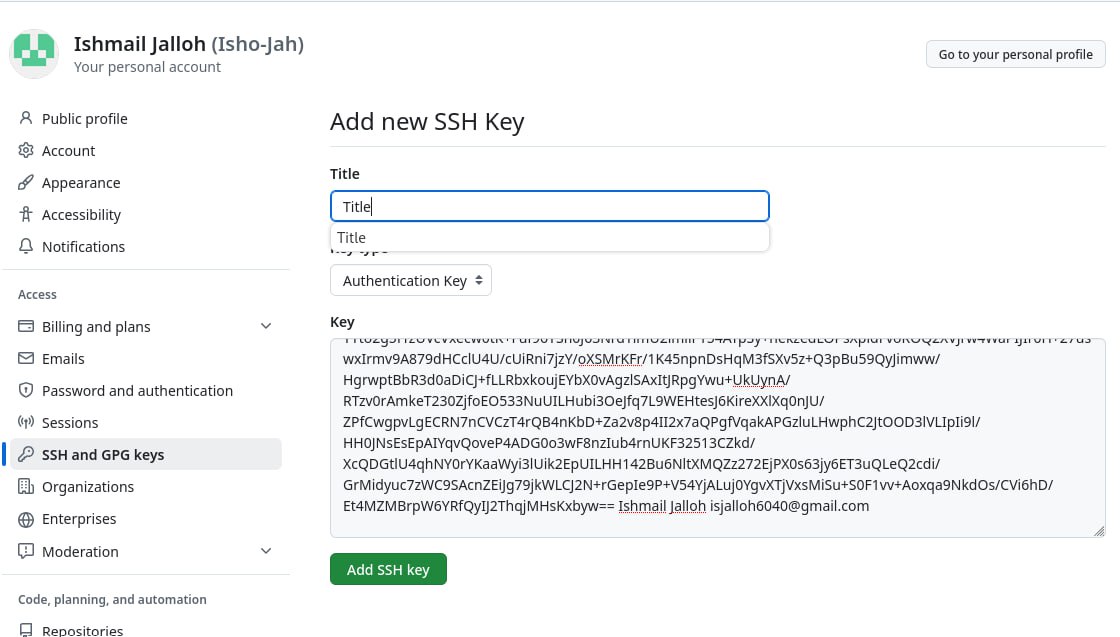 Ishmail Jalloh (Isho-Jah)
Your personal account
Go to your personal profile
Public profile
Account
Appearance
Accessibility
Notifications
Access
Billing and plans
Emails
Password and authentication
Sessions
SSH and GPG keys
Organizations
Enterprises
Moderation
Code, planning, and automation
Repositories
Add new SSH Key
Title
Title
Title
Authentication Key
Key
wxIrmv9A879dHCclU4U/cUiRni7jzY/oXSMrKFr/1K45npnDsHqM3fSXv5z+Q3pBu59QyJimww/
HgrwptBbR3d0aDiCJ+fLLRbxkoujEYbX0vAgzlSAxItJRpgYwu+UkUynA/
RTzv0rAmkeT230ZjfoEO533NuUILHubi3OeJfq7L9WEHtesJ6KireXXlXq0nJU/
ZPfCwgpvLgECRN7nCVCzT4rQB4nKbD+Za2v8p4II2x7aQPgfVqakAPGzluLHwphC2JtOOD3lVLIpIi9l/
HH0JNsEsEpAIYqvQoveP4ADG0o3wF8nzIub4rnUKF32513CZkd/
XcQDGtlU4qhNY0rYKaaWyi3lUik2EpUILHH142Bu6NltXMQZz272EjPX0s63jy6ET3uQLeQ2cdi/
GrMidyuc7zWC9SAcnZEiJg79jkWLCJ2N+rGepIe9P+V54YjALuj0YgvXTjVxsMiSu+S0F1vv+Aoxqa9NkdOs/CVi6hD/
Et4MZMBrpW6YRfQyIJ2ThqjMHsKxbyw== Ishmail Jalloh isjalloh6040@gmail.com
Add SSH key